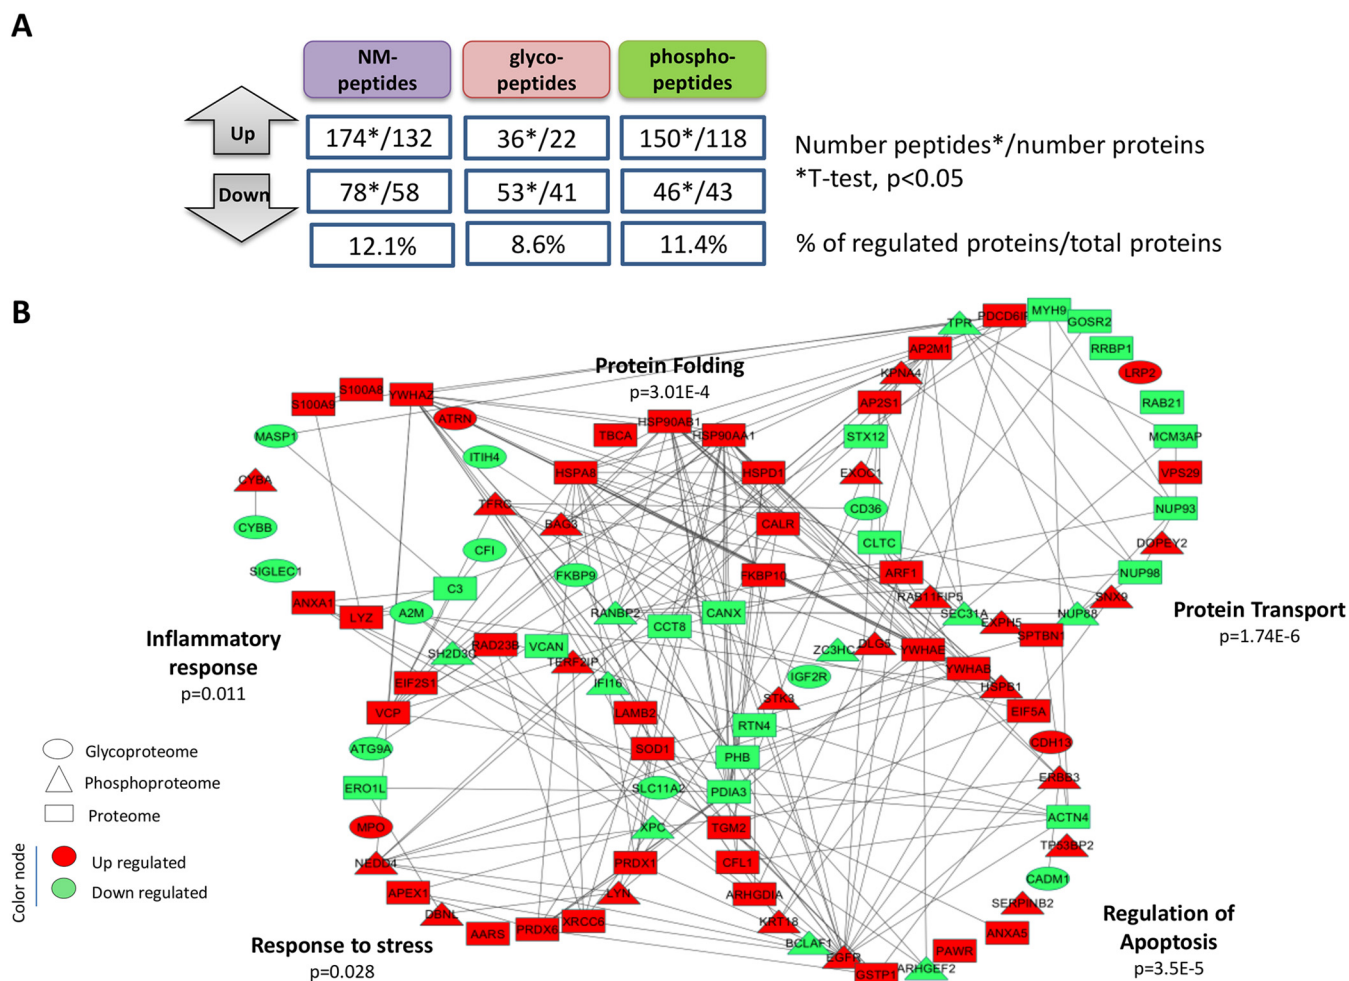 A
NM-
peptides
glyco-
peptides
phospho-
peptides
Up
174*/132
36*/22
150*/118
Number peptides*/number proteins
*T-test, p<0.05
Down
78*/58
53*/41
46*/43
12.1%
8.6%
11.4%
% of regulated proteins/total proteins
B
Protein Folding
p=3.01E-4
TPR
MYH9
GOSR2
RRBP1
LRP2
RAB21
MCM3AP
VPS29
NUP93
DOPEY2
NUP98
SNX9
NUP88
SPTBN1
EXPH5
SEC31A
RAB11FIP5
ARF1
CLTC
CD36
EXOC1
STX12
AP2S1
KPNA4
AP2M1
Protein Transport
p=1.74E-6
S100A9
S100A8
YWHAZ
ATRN
MASP1
ITIH4
CYBA
TFRC
CYBB
CFI
SIGLEC1
C3
ANXA1
LYZ
A2M
Inflammatory
response
p=0.011
HSP90AB1
HSP90AA1
TBCA
HSPA8
HSPD1
BAG3
CALR
FKBP9
FKBP10
RANBP2
CCT8
CANX
RAD23B
VCAN
TERF2IP
EIF2S1
IFI16
VCP
LAMB2
ATG9A
SOD1
ERO1L
SLC11A2
MPO
XPC
NEDD4
PRDX1
APEX1
LYN
DBNL
AARS
PRDX6
XRCC6
Response to stress
p=0.028
ZC3HC
DLG5
YWHAE
IGF2R
YWHAB
STK3
HSPB1
RTN4
EIF5A
PHB
CDH13
PDIA3
ERBB3
TGM2
ACTN4
CFL1
TP53BP2
ARHGDIA
CADM1
KRT18
SERPINB2
BCLAF1
ANXA5
EGFR
PAWR
GSTP1
ARHGEF2
Regulation of
Apoptosis
p=3.5E-5
Glycoproteome
Phosphoproteome
Proteome
Color node
Up regulated
Down regulated